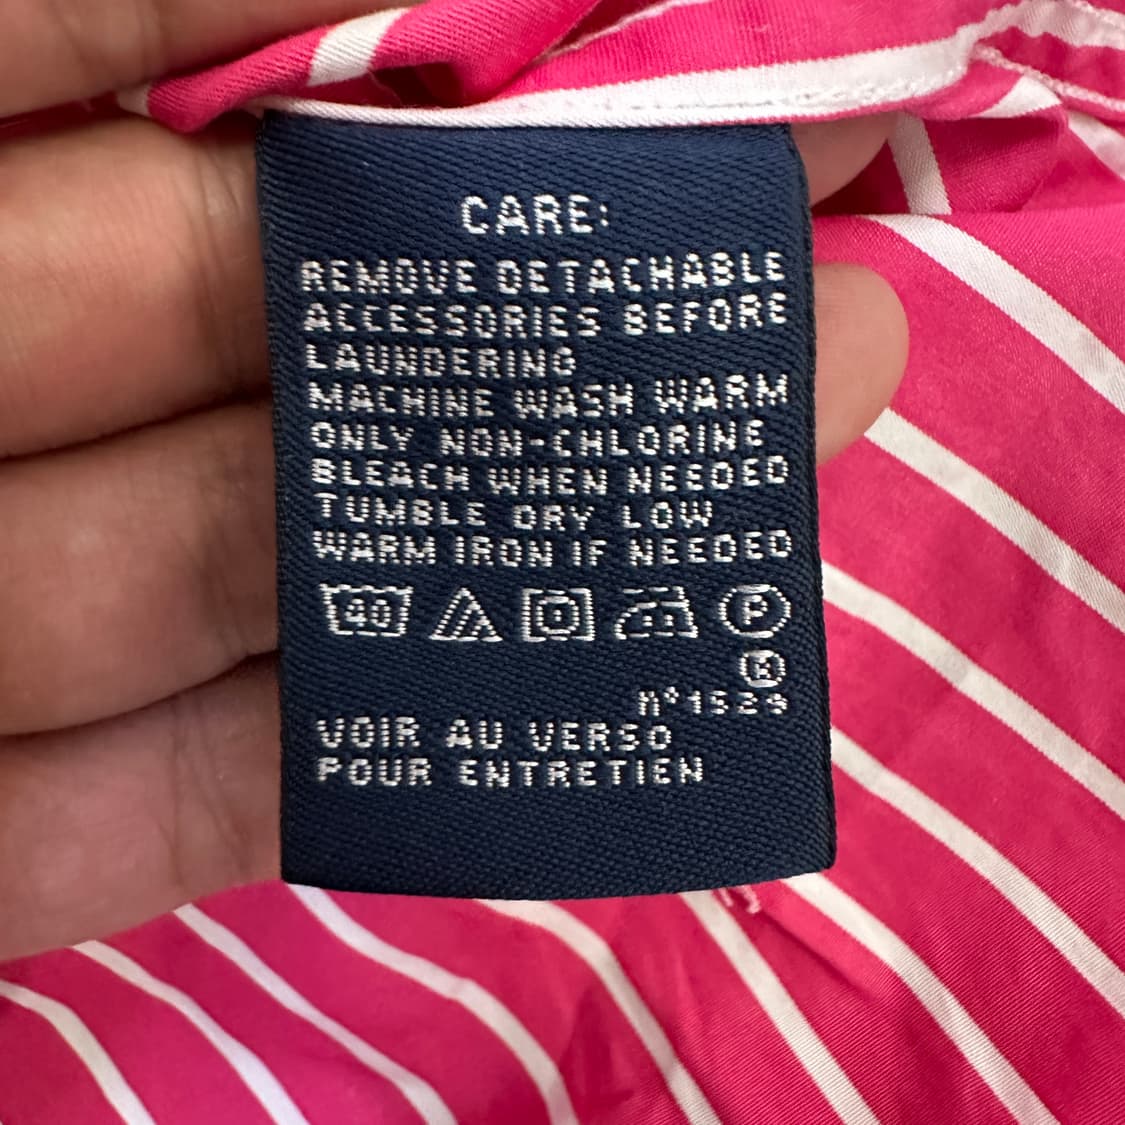 CARE:
REMOVE DETACHABLE
ACCESSORIES BEFORE
LAUNDERING
MACHINE WASH WARM
ONLY NON-CHLORINE
BLEACH WHEN NEEDED
TUMBLE DRY LOW
WARM IRON IF NEEDED
40 P
K
n°1529
VOIR AU VERSO
POUR ENTRETIEN